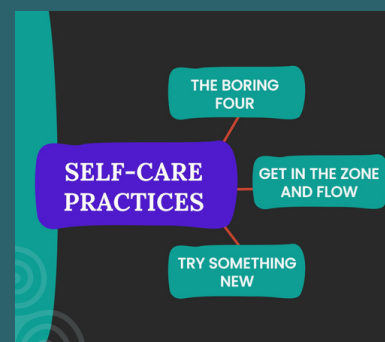 THE BORING
FOUR
SELF-CARE
PRACTICES
GET IN THE ZONE
AND FLOW
TRY SOMETHING
NEW